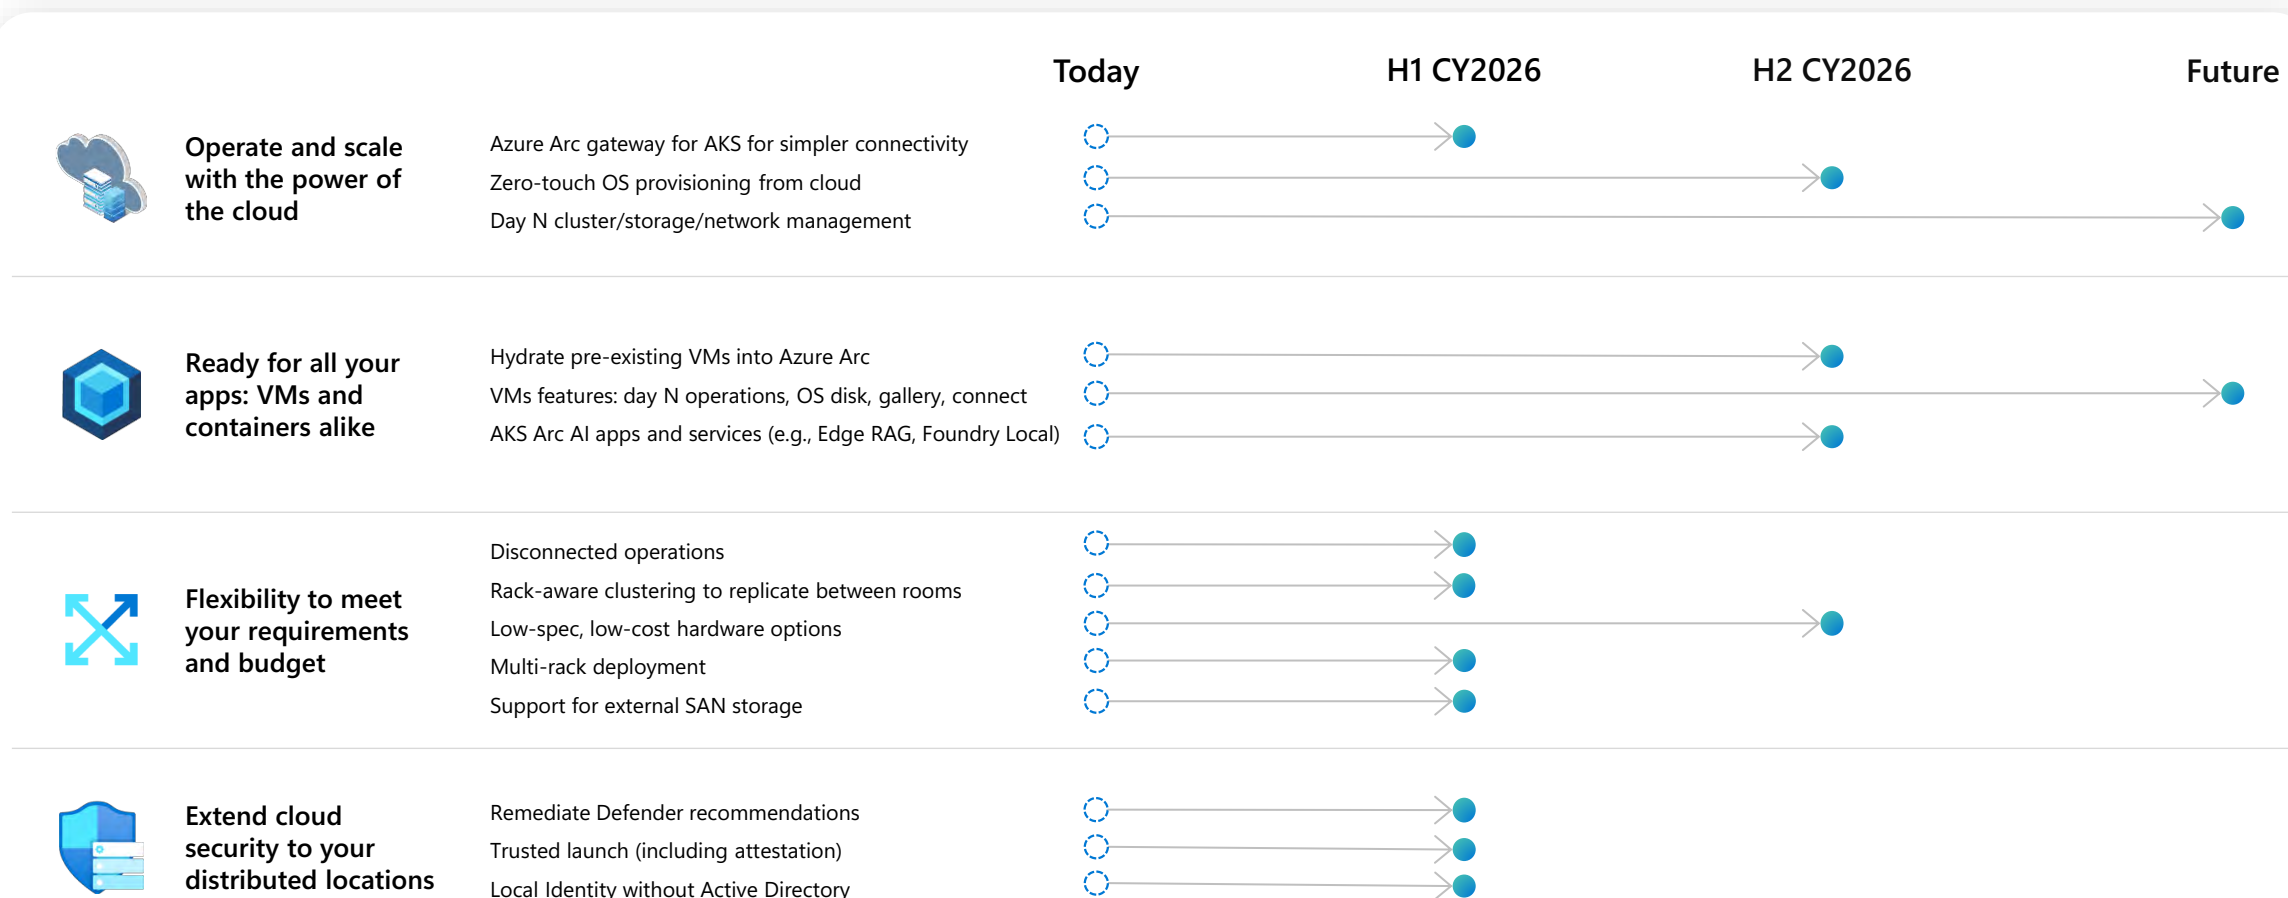 Today
H1 CY2026
H2 CY2026
Future
Operate and scale
with the power of
the cloud
Azure Arc gateway for AKS for simpler connectivity
Zero-touch OS provisioning from cloud
Day N cluster/storage/network management
Ready for all your
apps: VMs and
containers alike
Hydrate pre-existing VMs into Azure Arc
VMs features: day N operations, OS disk, gallery, connect
AKS Arc AI apps and services (e.g., Edge RAG, Foundry Local)
Flexibility to meet
your requirements
and budget
Disconnected operations
Rack-aware clustering to replicate between rooms
Low-spec, low-cost hardware options
Multi-rack deployment
Support for external SAN storage
Extend cloud
security to your
distributed locations
Remediate Defender recommendations
Trusted launch (including attestation)
Local Identity without Active Directory